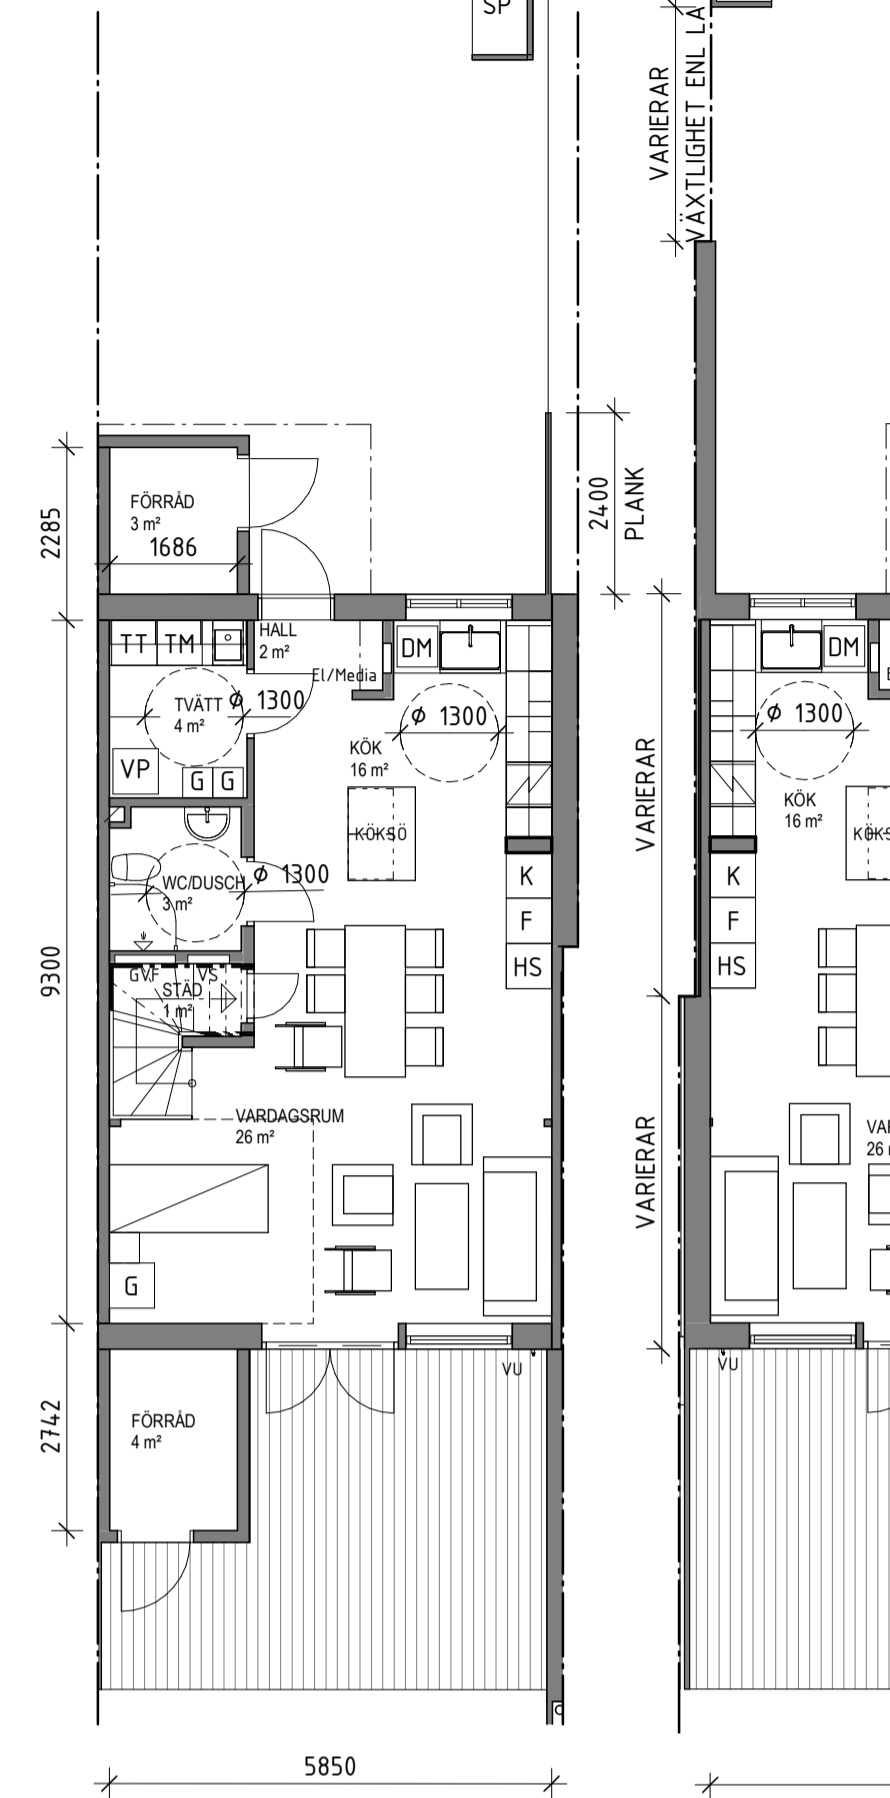 SP
VARIERAR
VÄXTLIGHET ENL LA
2285
FÖRRÅD
3 m²
1686
2400
PLANK
TT
TM
HALL
2 m²
DM
El/Media
TVÄTT
4 m²
ϕ 1300
ϕ 1300
VP
G
G
KÖK
16 m²
KÖKSÖ
WC/DUSCH
3 m²
ϕ 1300
K
F
HS
GVF
VS
STÄD
1 m²
9300
VARDAGSRUM
26 m²
G
VU
2742
FÖRRÅD
4 m²
5850
VARIERAR
VARIERAR
DM
E
ϕ 1300
KÖK
16 m²
KÖKS
K
F
HS
VAR
26 m
VU